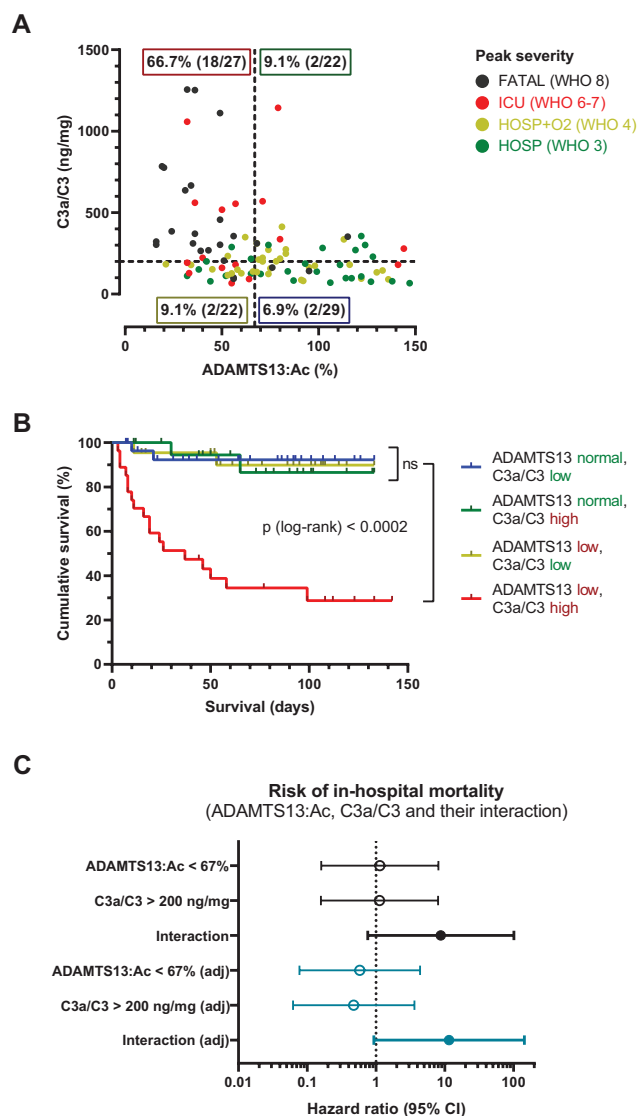 A
66.7% (18/27)
9.1% (2/22)
9.1% (2/22)
6.9% (2/29)
1500
1000
500
0
C3a/C3 (ng/mg)
0 50 100 150
ADAMTS13:Ac (%)
Peak severity
FATAL (WHO 8)
ICU (WHO 6-7)
HOSP+O2 (WHO 4)
HOSP (WHO 3)
B
100
80
60
40
20
0
Cumulative survival (%)
0 50 100 150
Survival (days)
ns
p (log-rank) < 0.0002
ADAMTS13 normal,
C3a/C3 low
ADAMTS13 normal,
C3a/C3 high
ADAMTS13 low,
C3a/C3 low
ADAMTS13 low,
C3a/C3 high
C
Risk of in-hospital mortality
(ADAMTS13:Ac, C3a/C3 and their interaction)
ADAMTS13:Ac < 67%
C3a/C3 > 200 ng/mg
Interaction
ADAMTS13:Ac < 67% (adj)
C3a/C3 > 200 ng/mg (adj)
Interaction (adj)
0.01 0.1 1 10 100
Hazard ratio (95% CI)